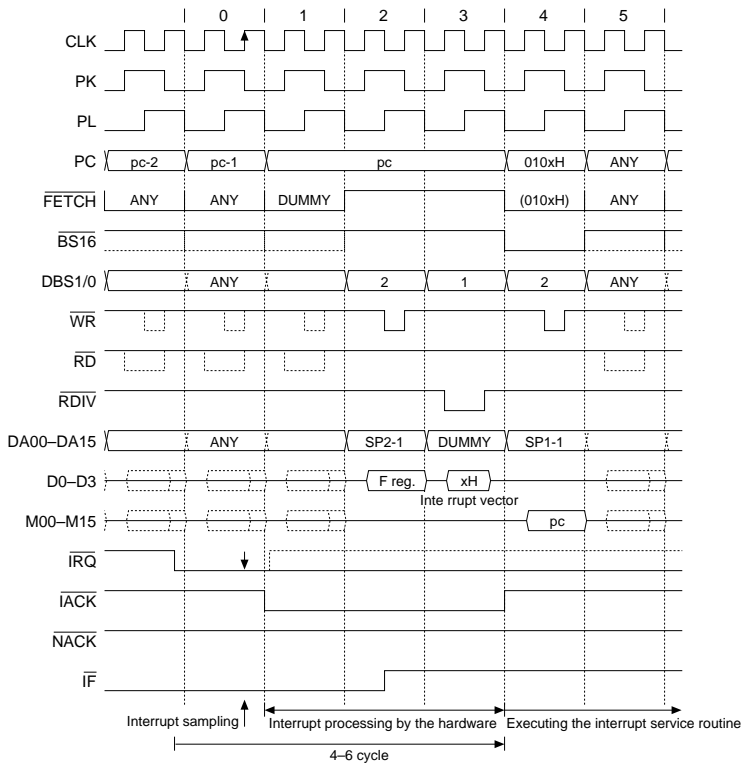 0 1 2 3 4 5
CLK
PK
PL
PC pc-2 pc-1 pc 010xH ANY
FETCH ANY ANY DUMMY (010xH) ANY
BS16
DBS1/0 ANY 2 1 2 ANY
WR
RD
RDIV
DA00–DA15 ANY SP2-1 DUMMY SP1-1
D0–D3 F reg. xH
Inte rrupt vector
M00–M15 pc
IRQ
IACK
NACK
IF
Interrupt sampling Interrupt processing by the hardware Executing the interrupt service routine
4–6 cycle